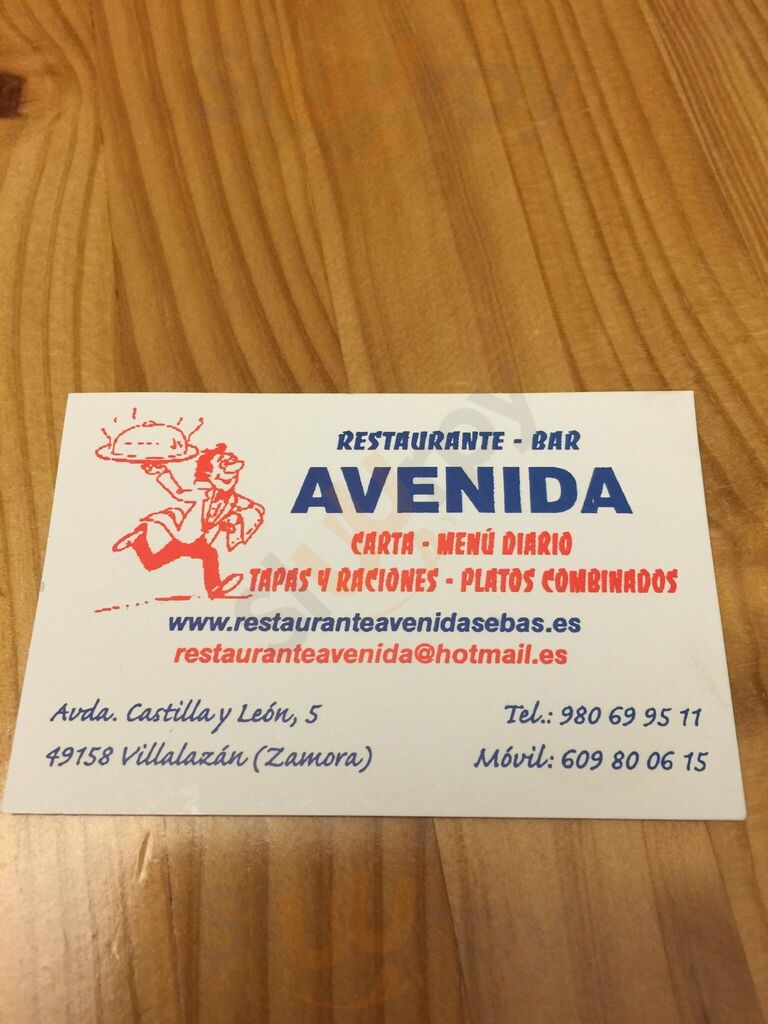 RESTAURANTE - BAR
AVENIDA
CARTA - MENÚ DIARIO
TAPAS Y RACIONES - PLATOS COMBINADOS
www.restauranteavenidasebas.es
restauranteavenida@hotmail.es
Avda. Castilla y León, 5
49158 Villalazán (Zamora)
Tel.: 980 69 95 11
Móvil: 609 80 06 15